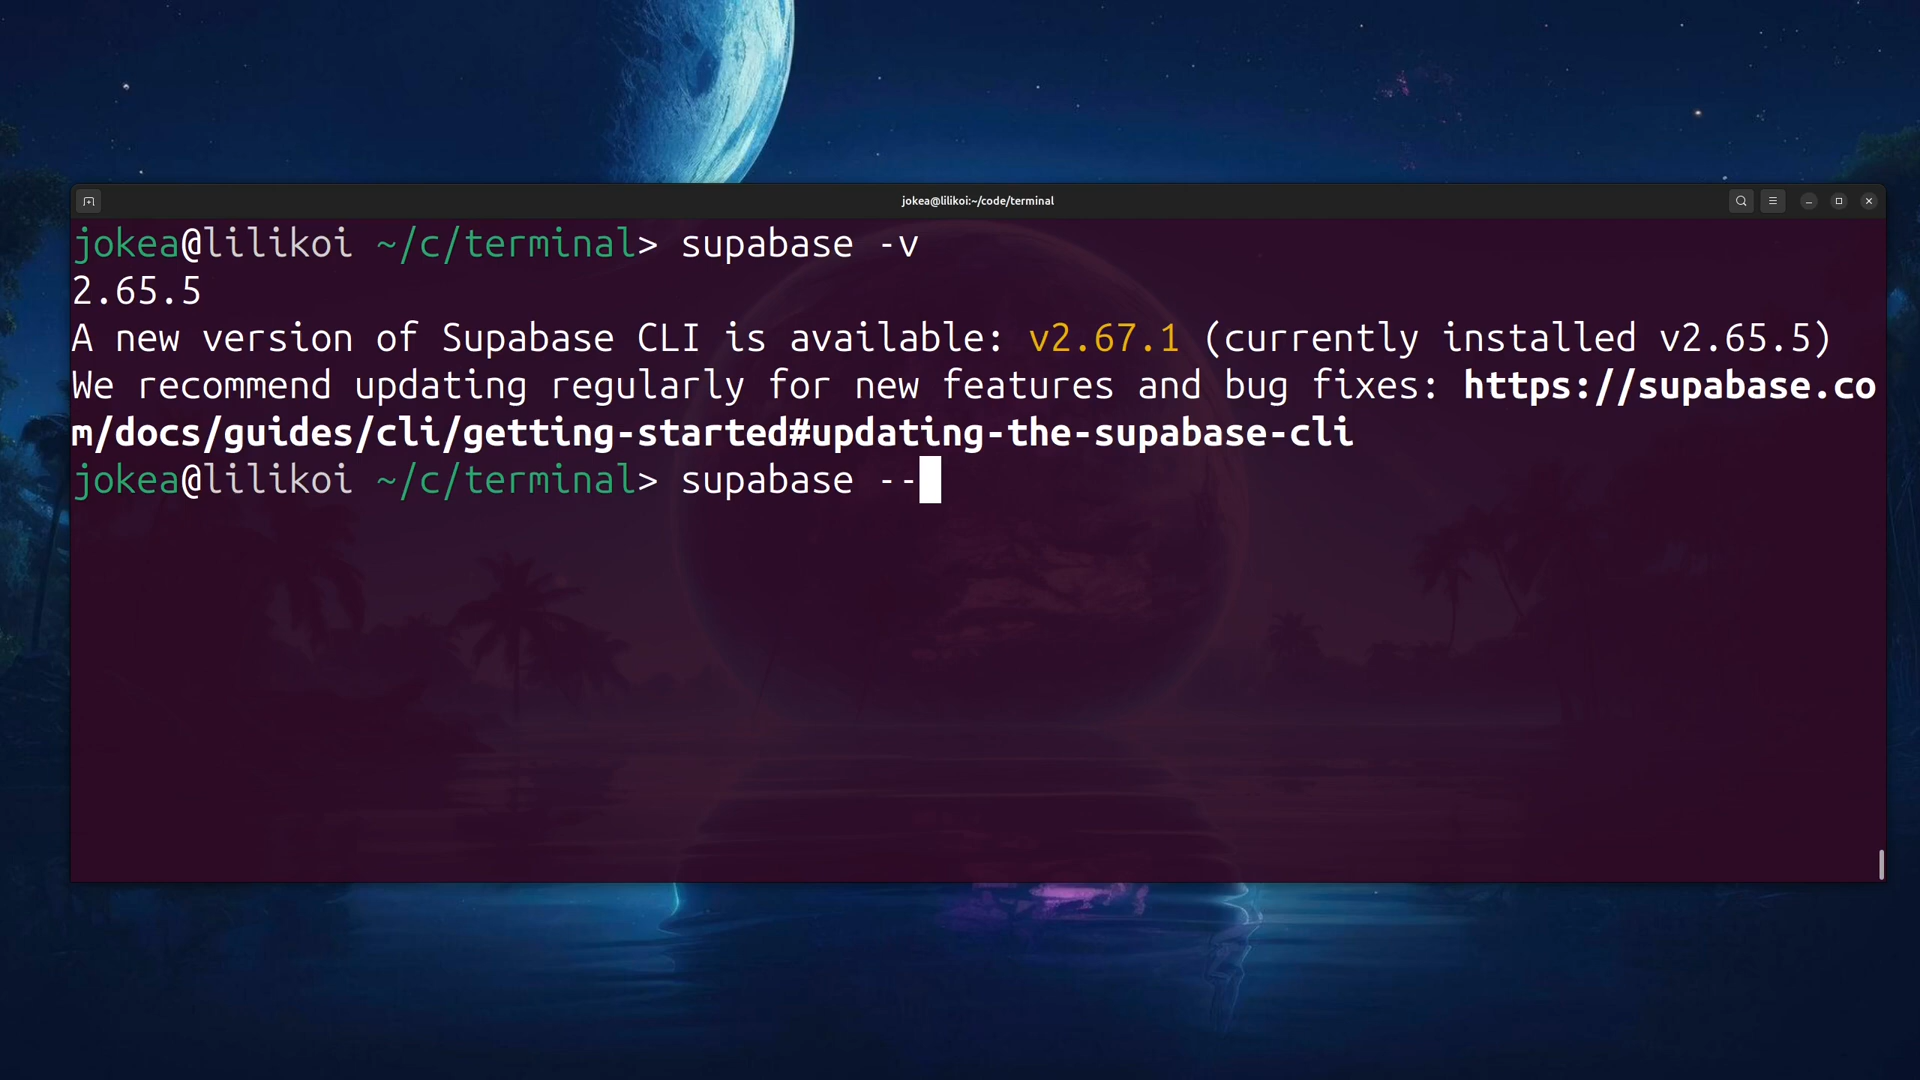 jokea@lilikoi:~/code/terminal
jokea@lilikoi ~/c/terminal> supabase -v
2.65.5
A new version of Supabase CLI is available: v2.67.1 (currently installed v2.65.5)
We recommend updating regularly for new features and bug fixes: https://supabase.co
m/docs/guides/cli/getting-started#updating-the-supabase-cli
jokea@lilikoi ~/c/terminal> supabase --